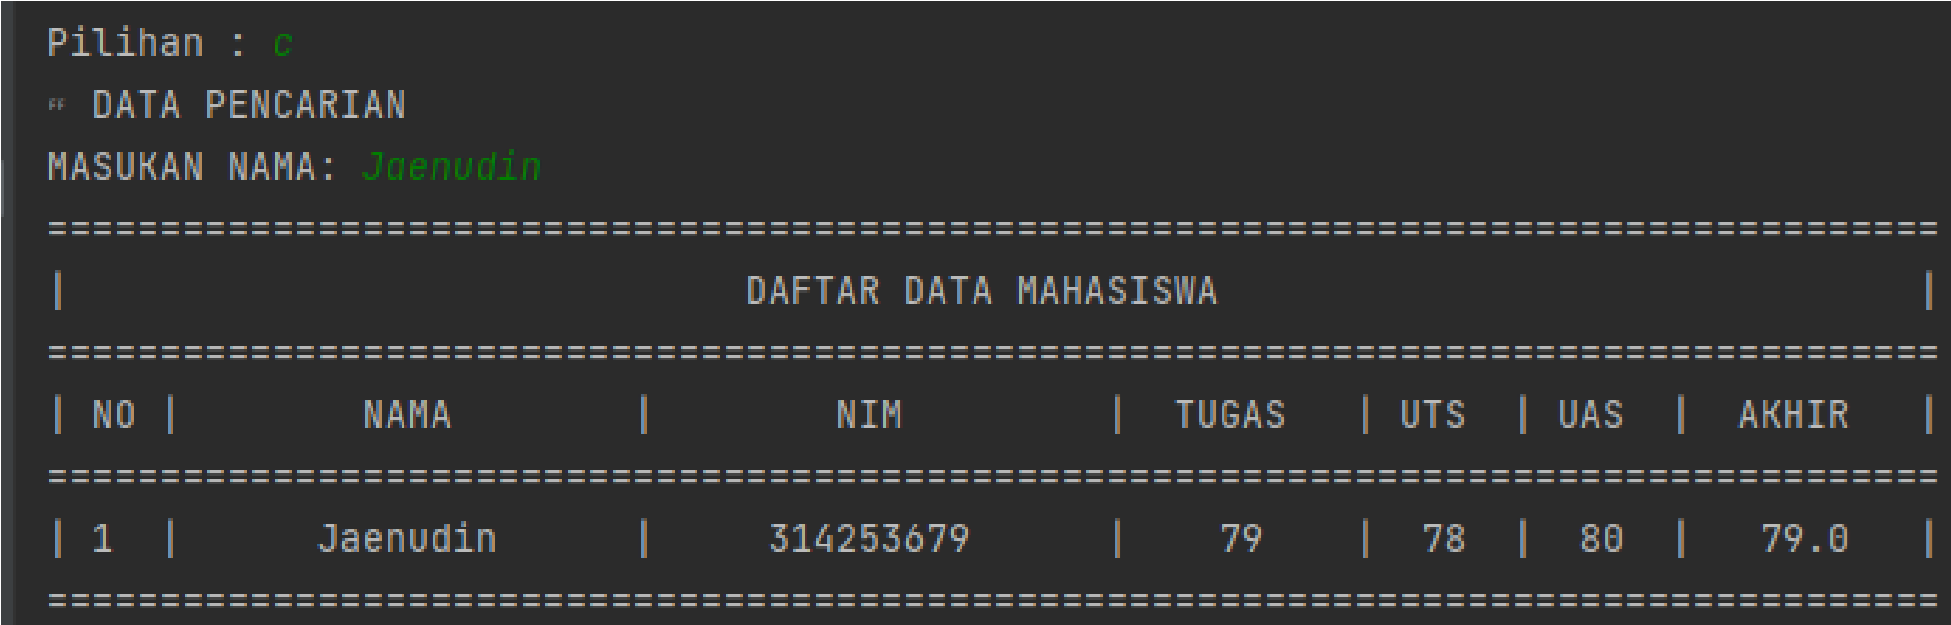 Pilihan : c
FF DATA PENCARIAN
MASUKAN NAMA: Jaenudin
====================================================================================
| DAFTAR DATA MAHASISWA |
====================================================================================
| NO | NAMA | NIM | TUGAS | UTS | UAS | AKHIR |
====================================================================================
| 1 | Jaenudin | 314253679 | 79 | 78 | 80 | 79.0 |
====================================================================================